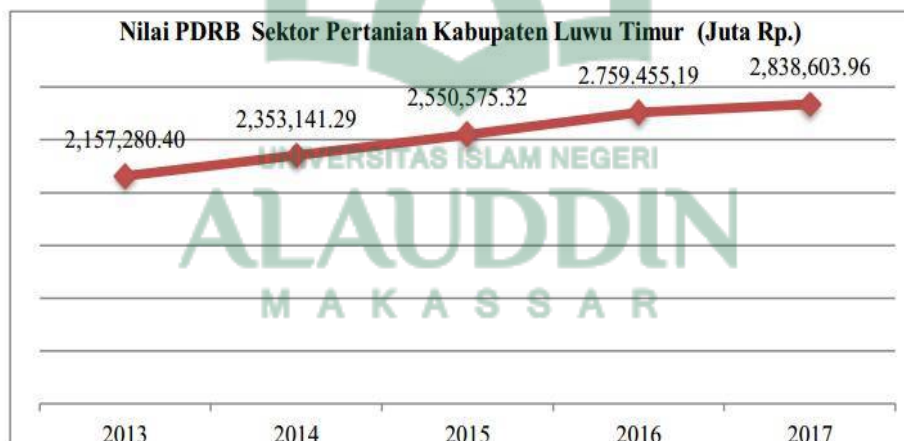 Nilai PDRB Sektor Pertanian Kabupaten Luwu Timur (Juta Rp.)
2,157,280.40
2,353,141.29
2,550,575.32
2.759.455,19
2,838,603.96
UNIVERSITAS ISLAM NEGERI
ALAUDDIN
MAKASSAR
2013 2014 2015 2016 2017